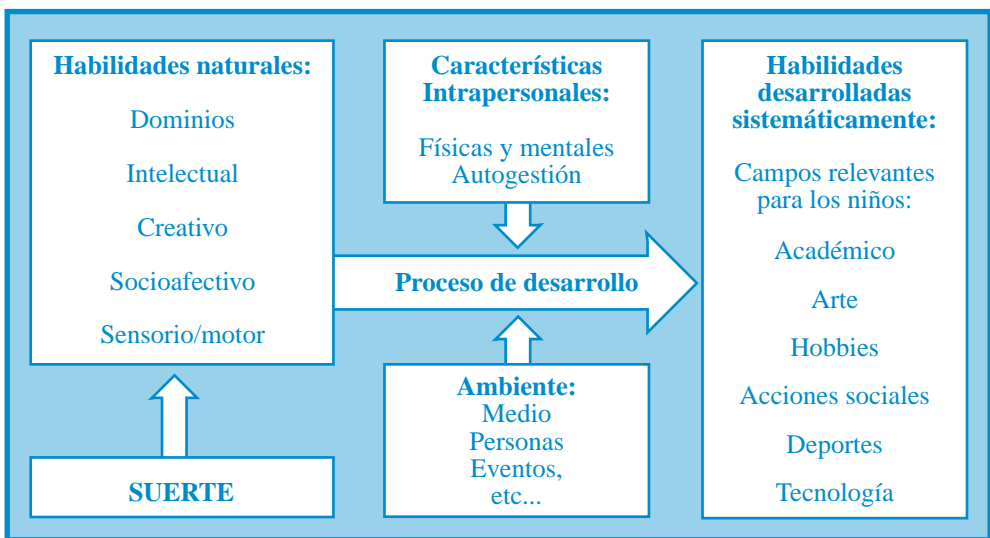 Habilidades naturales:
Dominios
Intelectual
Creativo
Socioafectivo
Sensorio/motor
SUERTE
Características
Intrapersonales:
Físicas y mentales
Autogestión
Proceso de desarrollo
Ambiente:
Medio
Personas
Eventos,
etc...
Habilidades
desarrolladas
sistemáticamente:
Campos relevantes
para los niños:
Académico
Arte
Hobbies
Acciones sociales
Deportes
Tecnología